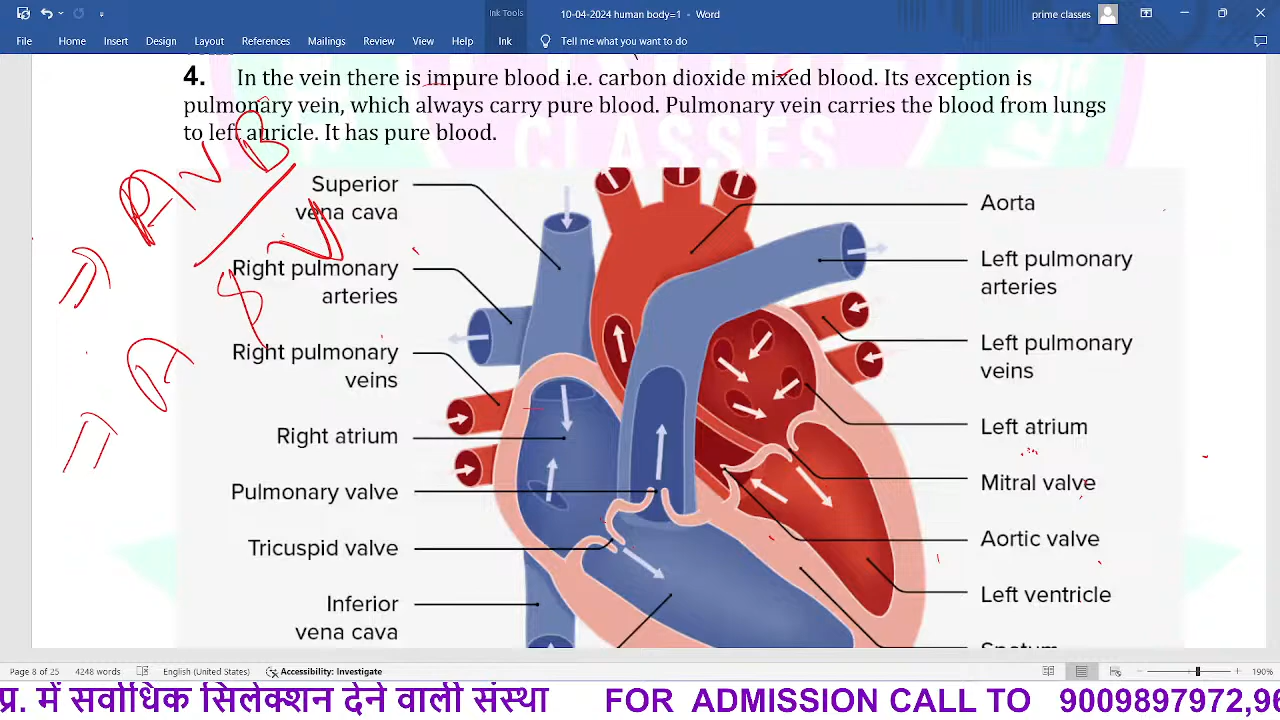 Ink Tools
10-04-2024 human body=1 - Word
prime classes
File Home Insert Design Layout References Mailings Review View Help Ink Tell me what you want to do
4. In the vein there is impure blood i.e. carbon dioxide mixed blood. Its exception is
pulmonary vein, which always carry pure blood. Pulmonary vein carries the blood from lungs
to left auricle. It has pure blood.
CLASSES
Superior
vena cava
Right pulmonary
arteries
Right pulmonary
veins
Right atrium
Pulmonary valve
Tricuspid valve
Inferior
vena cava
Aorta
Left pulmonary
arteries
Left pulmonary
veins
Left atrium
Mitral valve
Aortic valve
Left ventricle
Page 8 of 25 4248 words English (United States) Accessibility: Investigate 190%
प्र. में सर्वाधिक सिलेक्शन देने वाली संस्था FOR ADMISSION CALL TO 9009897972,96